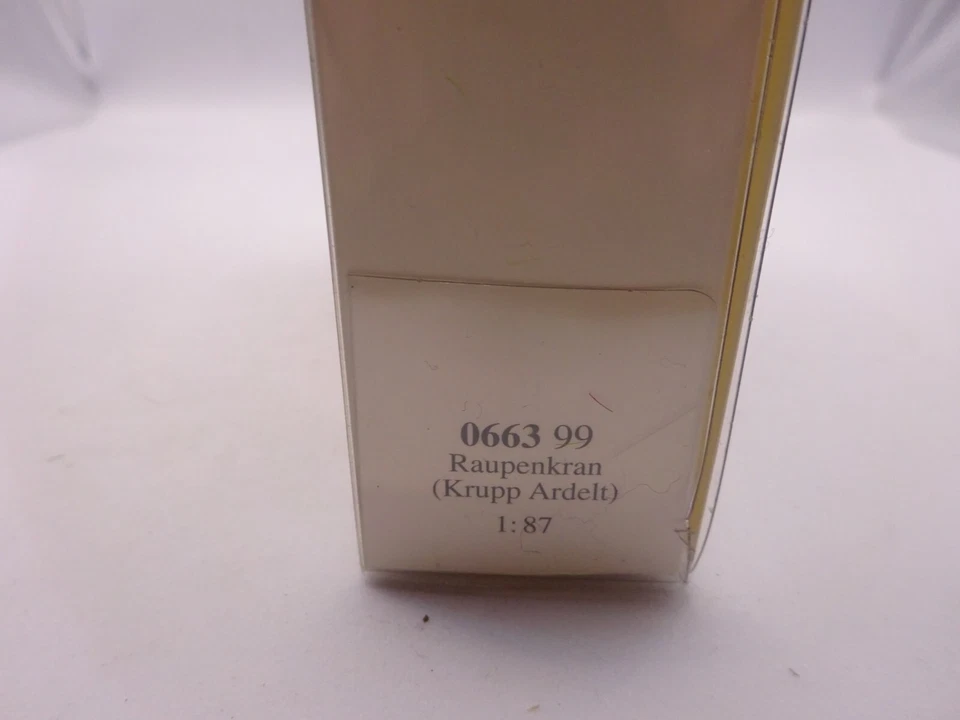 0663 99
Raupenkran
(Krupp Ardelt)
1:87